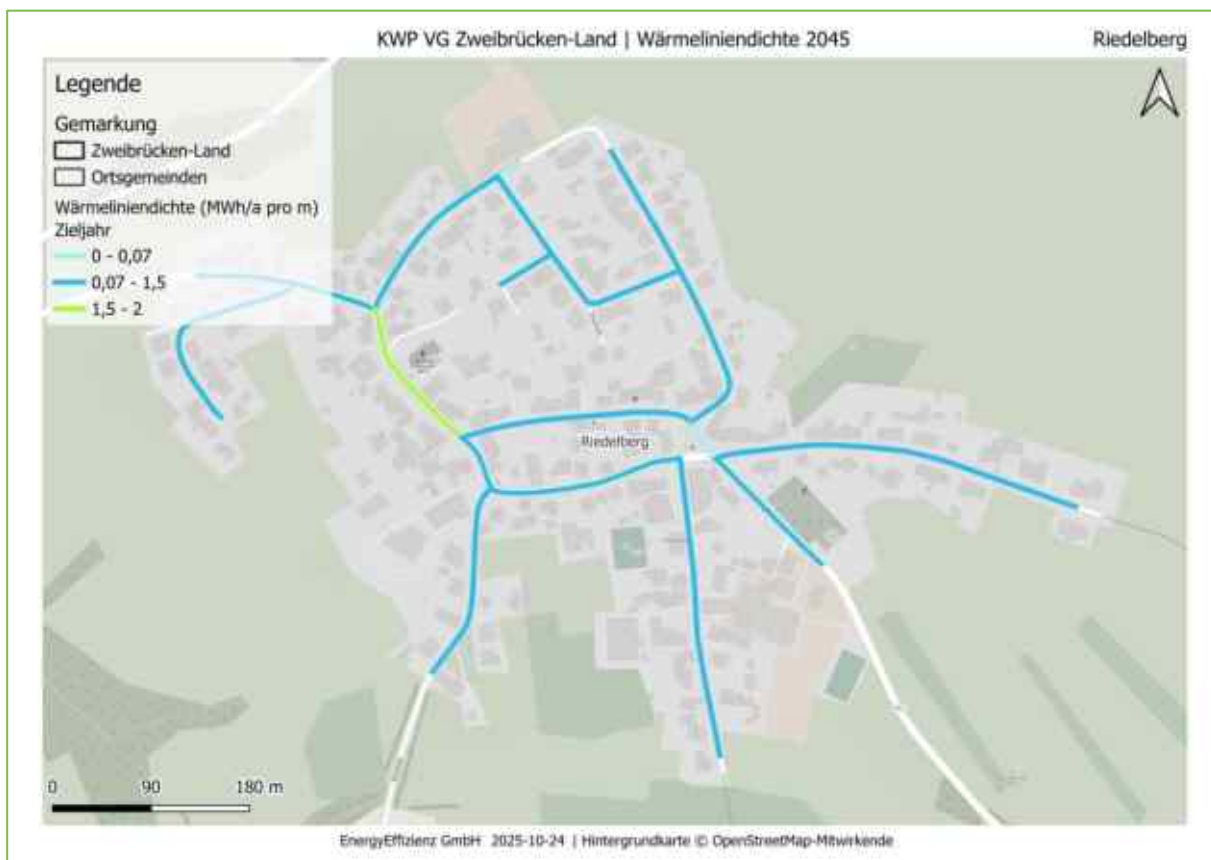 KWP VG Zweibrücken-Land | Wärmeliniendichte 2045
Riedelberg
Legende
Gemarkung
Zweibrücken-Land
Ortsgemeinden
Wärmeliniendichte (MWh/a pro m)
Zieljahr
0 - 0,07
0,07 - 1,5
1,5 - 2
Riedelberg
0 90 180 m
EnergyEffizienz GmbH 2025-10-24 | Hintergrundkarte © OpenStreetMap-Mitwirkende